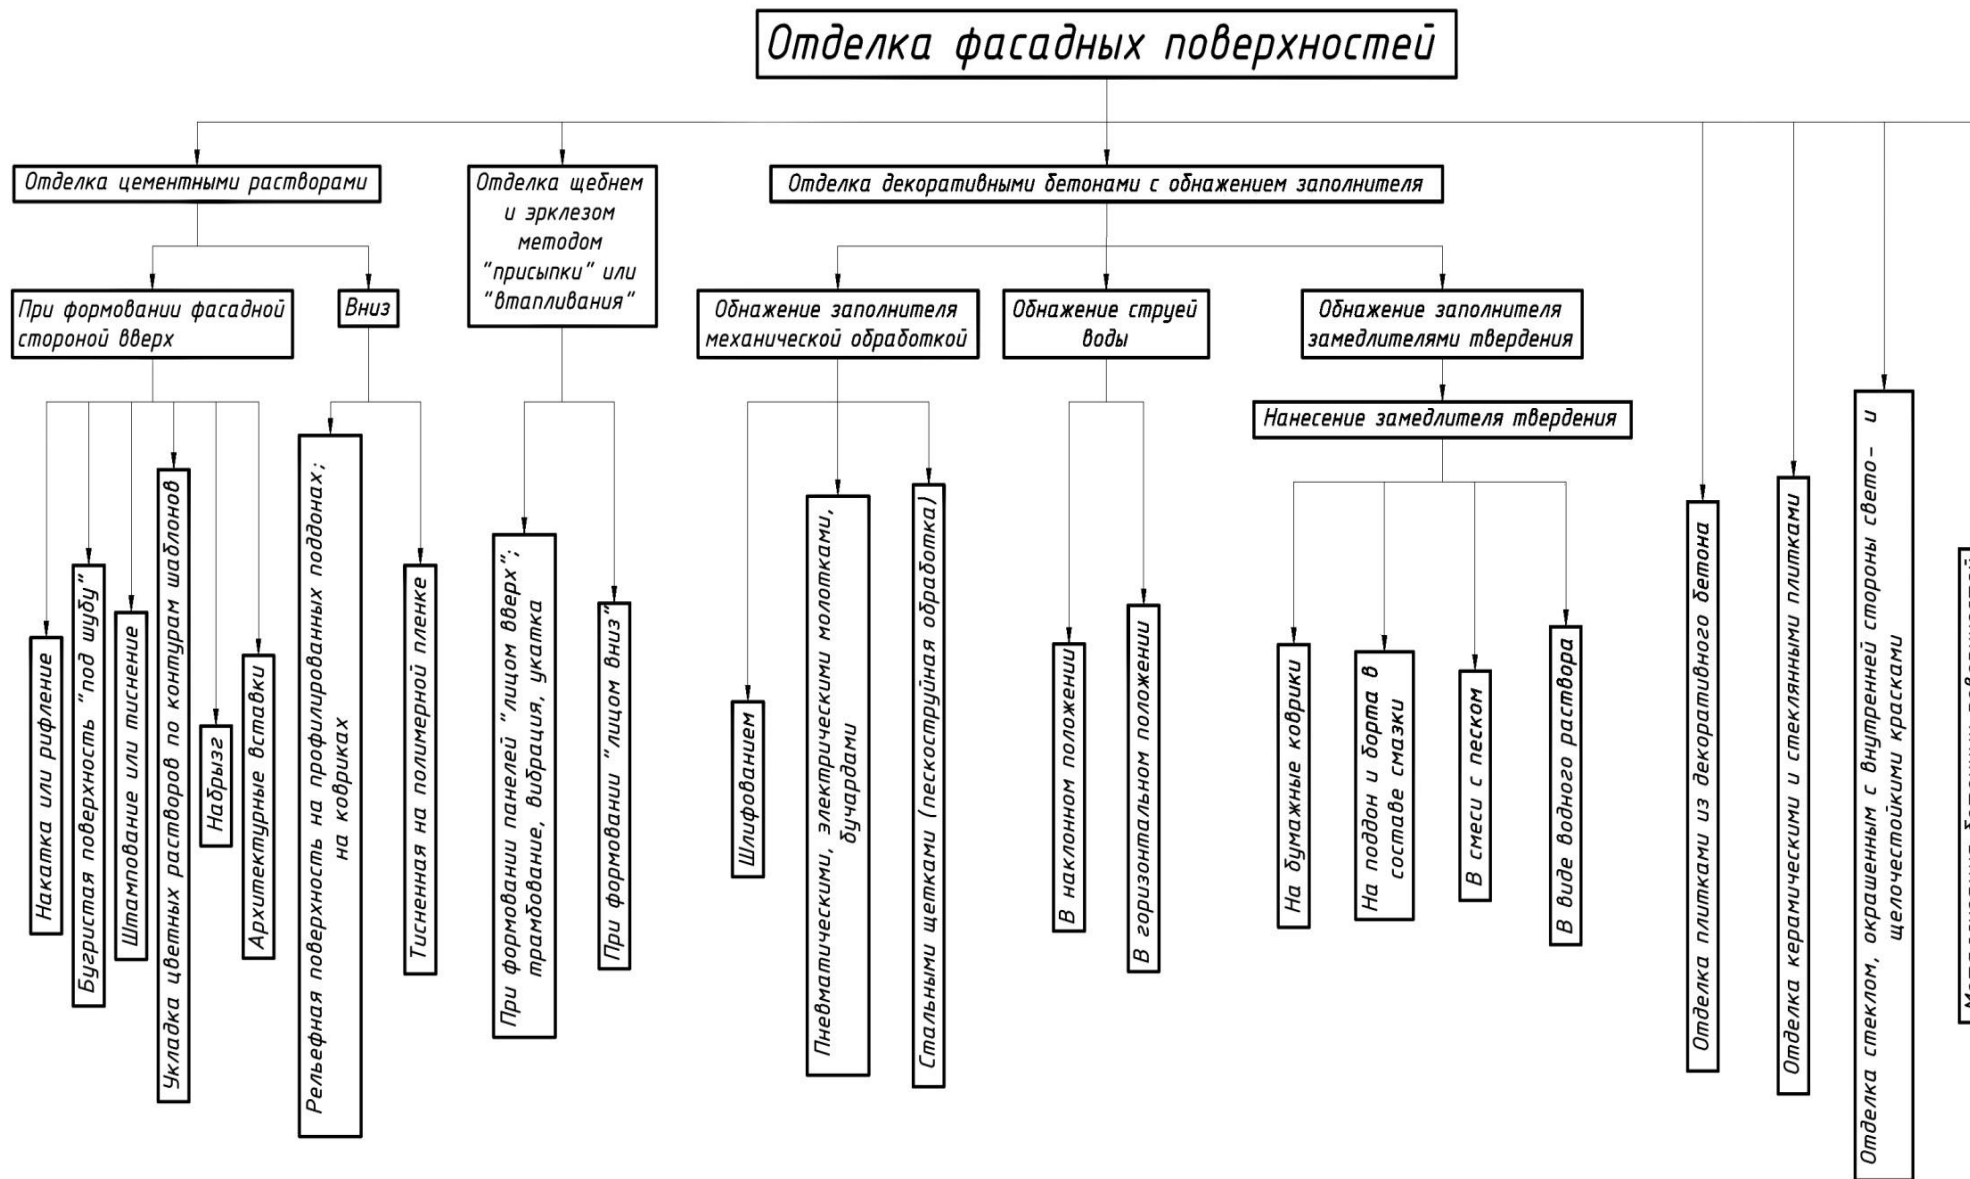 Отделка фасадных поверхностей
Отделка цементными растворами
Отделка щебнем
и эрклезом
методом
"присыпки" или
"втапливания"
Отделка декоративными бетонами с обнажением заполнителя
При формовании фасадной
стороной вверх
Вниз
Обнажение заполнителя
механической обработкой
Обнажение струей
воды
Обнажение заполнителя
замедлителями твердения
Нанесение замедлителя твердения
Накатка или рифление
Бугристая поверхность "под шубу"
Штампование или тиснение
Укладка цветных растворов по контурам шаблонов
Набрызг
Архитектурные вставки
Рельефная поверхность на профилированных поддонах;
на ковриках
Тисненная на полимерной пленке
При формовании панелей "лицом вверх";
трамбование, вибрация, укатка
При формовании "лицом вниз"
Шлифованием
Пневматическими, электрическими молотками,
бучардами
Стальными щетками (пескоструйная обработка)
В наклонном положении
В горизонтальном положении
На бумажные коврики
На поддон и борта в
составе смазки
В смеси с песком
В виде водного раствора
Отделка плитками из декоративного бетона
Отделка керамическими и стеклянными плитками
Отделка стеклом, окрашенным с внутренней стороны свето- и
щелочестойкими красками